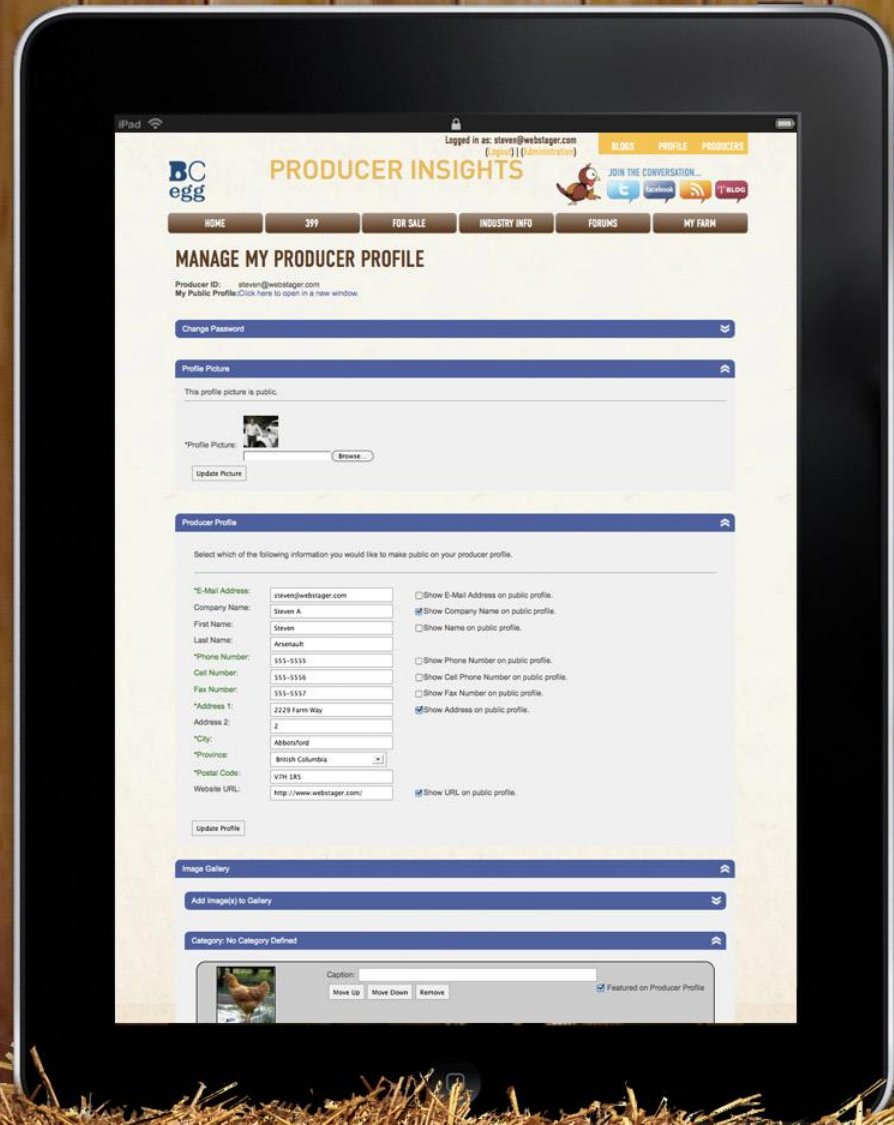 iPad
Logged in as: steven@webstager.com
(Logout) | (Administration)
BLOGS PROFILE PRODUCERS
BC
egg
PRODUCER INSIGHTS
JOIN THE CONVERSATION...
facebook
BLOG
HOME 399 FOR SALE INDUSTRY INFO FORUMS MY FARM
MANAGE MY PRODUCER PROFILE
Producer ID: steven@webstager.com
My Public Profile:Click here to open in a new window.
Change Password
Profile Picture
This profile picture is public.
*Profile Picture:
Browse...
Update Picture
Producer Profile
Select which of the following information you would like to make public on your producer profile.
*E-Mail Address: steven@webstager.com Show E-Mail Address on public profile.
Company Name: Steven A Show Company Name on public profile.
First Name: Steven Show Name on public profile.
Last Name: Arsenault
*Phone Number: 555-5555 Show Phone Number on public profile.
Cell Number: 555-5556 Show Cell Phone Number on public profile.
Fax Number: 555-5557 Show Fax Number on public profile.
*Address 1: 2229 Farm Way Show Address on public profile.
Address 2: 2
*City: Abbotsford
*Province: British Columbia
*Postal Code: V7H 1R5
Website URL: http://www.webstager.com/ Show URL on public profile.
Update Profile
Image Gallery
Add Image(s) to Gallery
Category: No Category Defined
Caption:
Move Up Move Down Remove Featured on Producer Profile